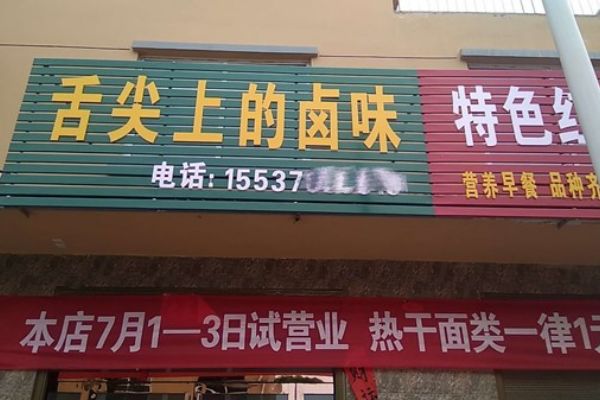 舌尖上的卤味
电话: 15537
特色
营养早餐 品种
本店7月1—3日试营业 热干面类一律1